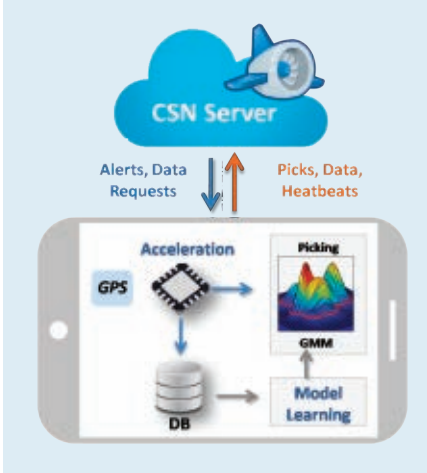 CSN Server
Alerts, Data
Requests
Picks, Data,
Heatbeats
Acceleration
Picking
GPS
GMM
DB
Model
Learning